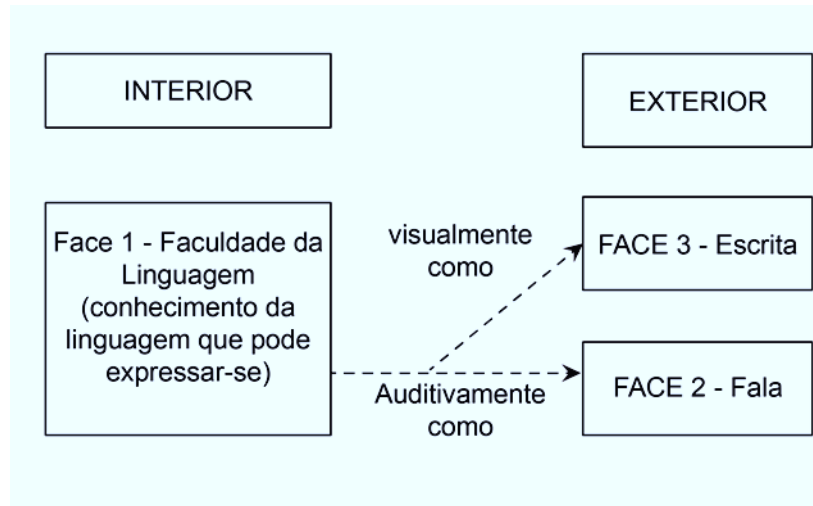 INTERIOR
EXTERIOR
Face 1 - Faculdade da
Linguagem
(conhecimento da
linguagem que pode
expressar-se)
visualmente
como
FACE 3 - Escrita
Auditivamente
como
FACE 2 - Fala